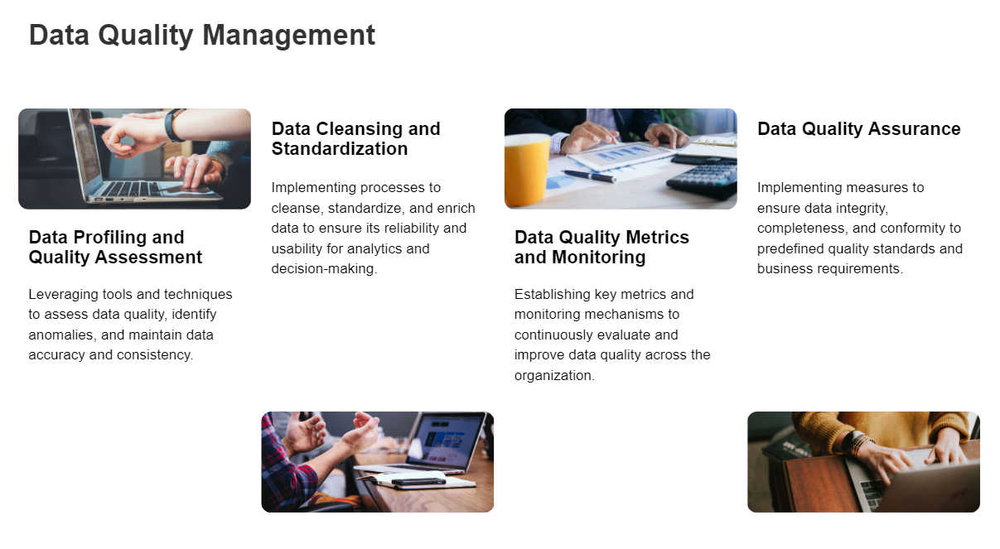 Data Quality Management
Data Profiling and
Quality Assessment
Leveraging tools and techniques
to assess data quality, identify
anomalies, and maintain data
accuracy and consistency.
Data Cleansing and
Standardization
Implementing processes to
cleanse, standardize, and enrich
data to ensure its reliability and
usability for analytics and
decision-making.
Data Quality Metrics
and Monitoring
Establishing key metrics and
monitoring mechanisms to
continuously evaluate and
improve data quality across the
organization.
Data Quality Assurance
Implementing measures to
ensure data integrity,
completeness, and conformity to
predefined quality standards and
business requirements.